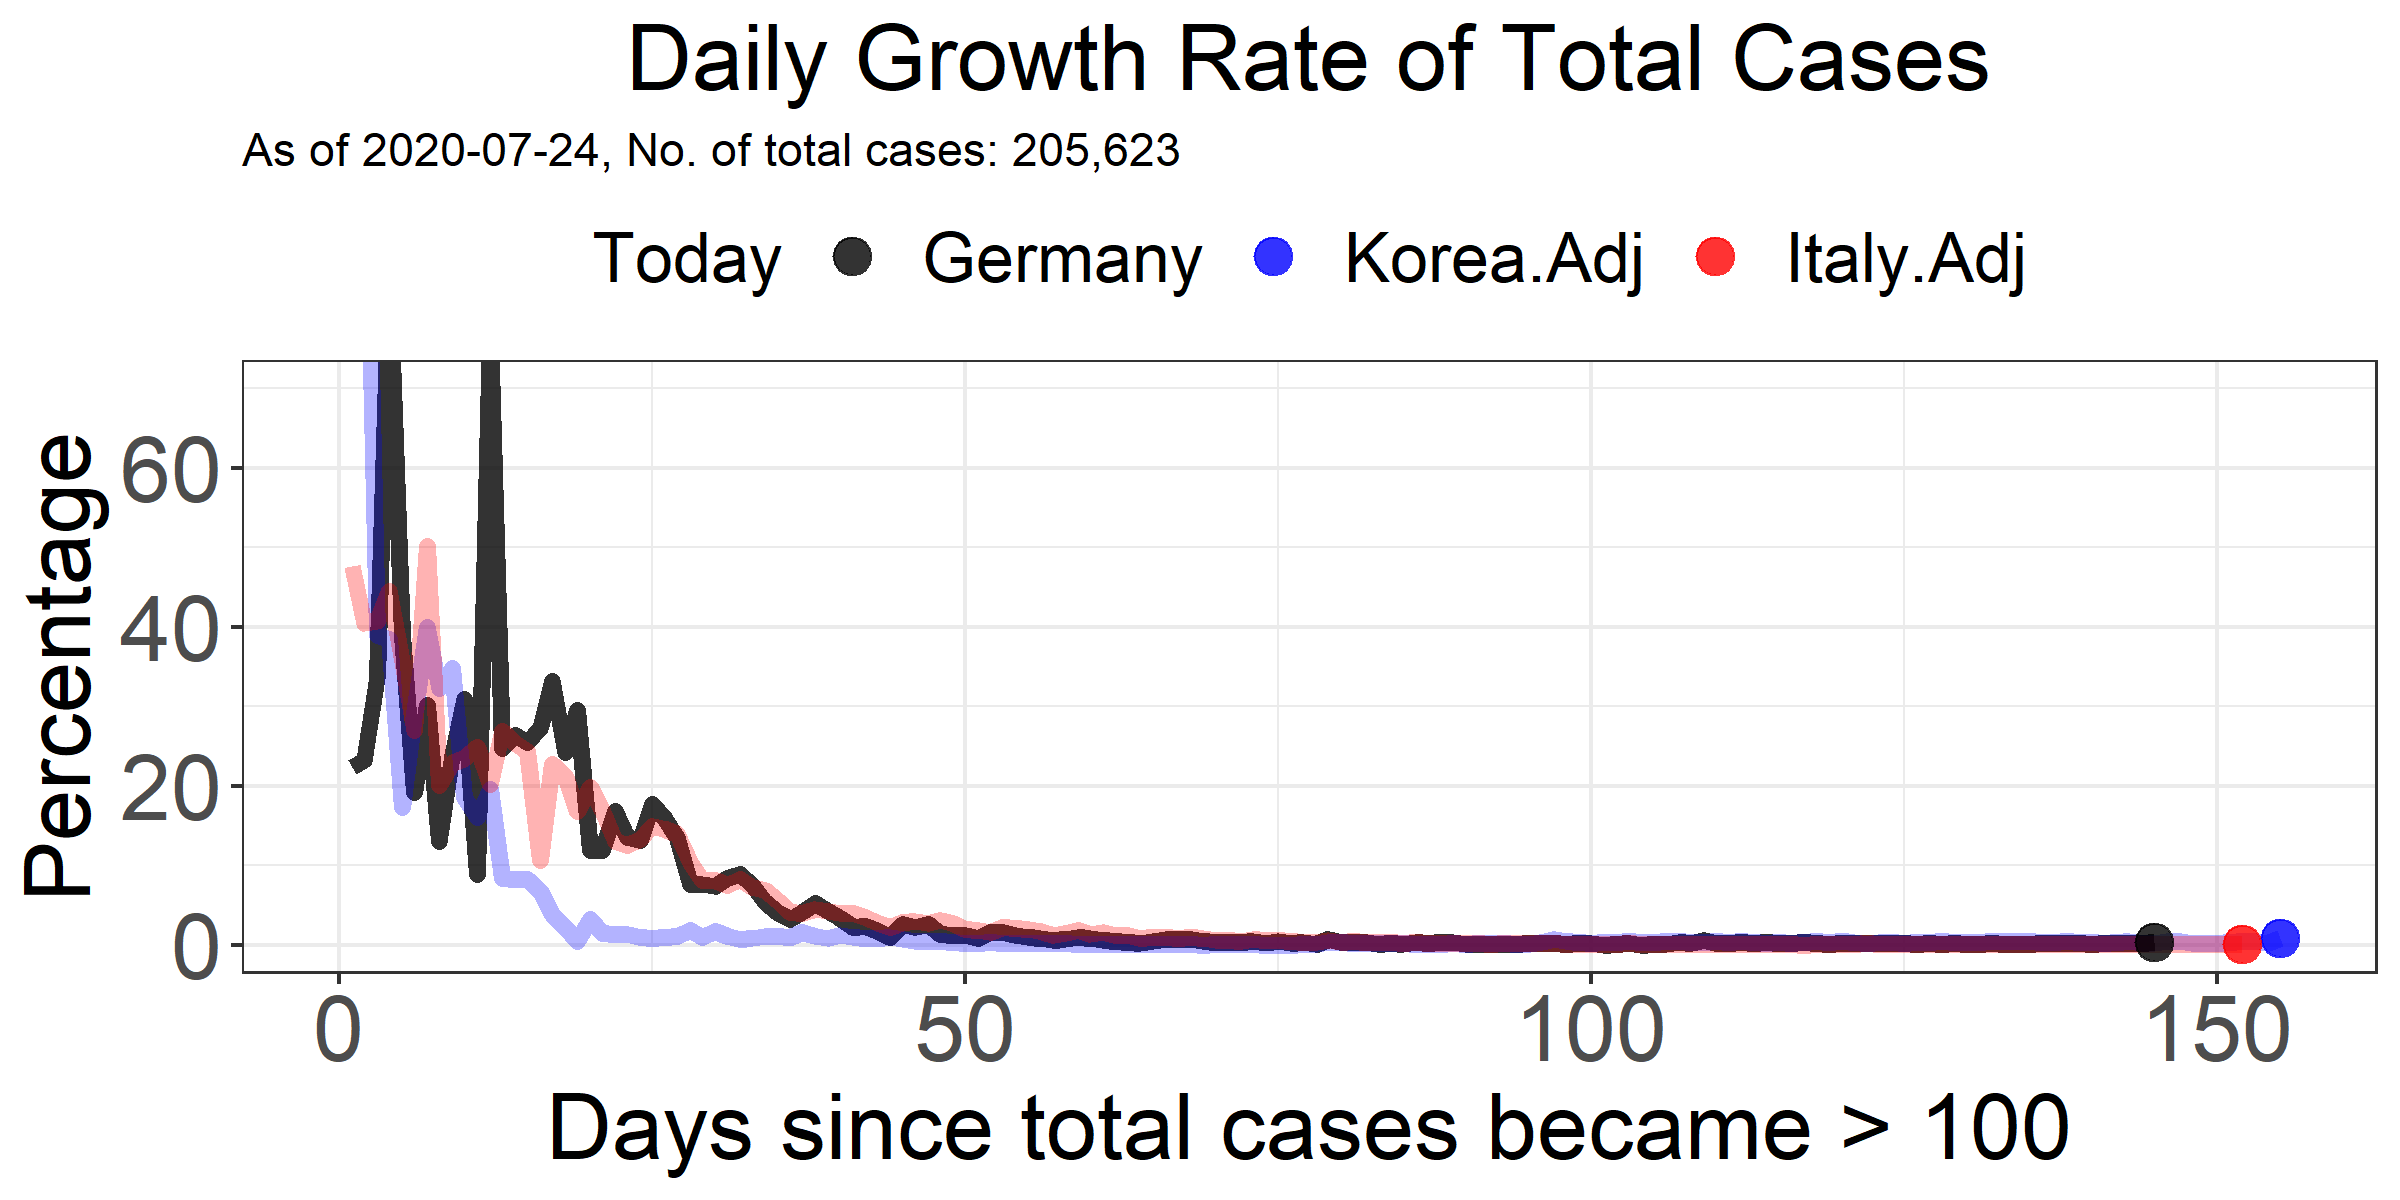 Daily Growth Rate of Total Cases
As of 2020-07-24, No. of total cases: 205,623
Today Germany Korea.Adj Italy.Adj
Percentage
60
40
20
0
0 50 100 150
Days since total cases became > 100